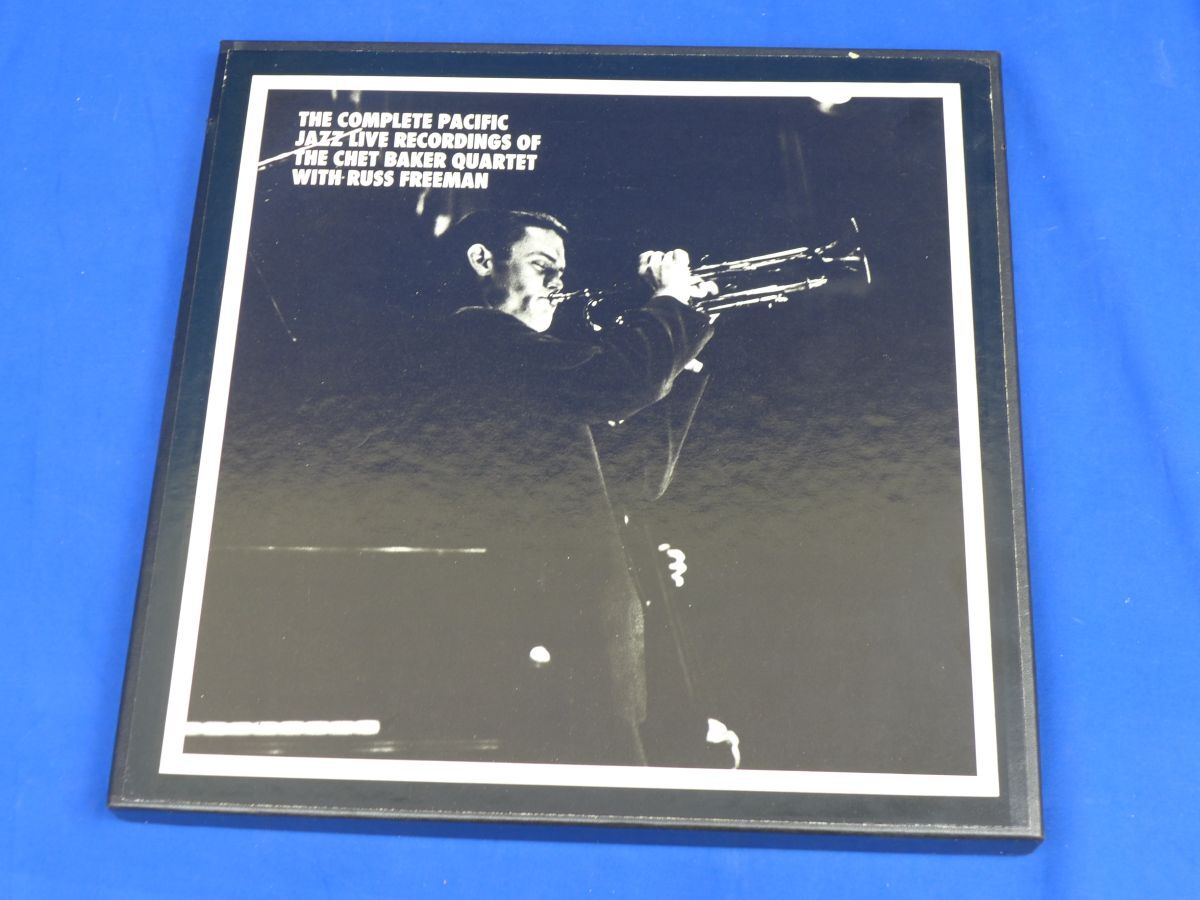 THE COMPLETE PACIFIC
JAZZ LIVE RECORDINGS OF
THE CHET BAKER QUARTET
WITH RUSS FREEMAN